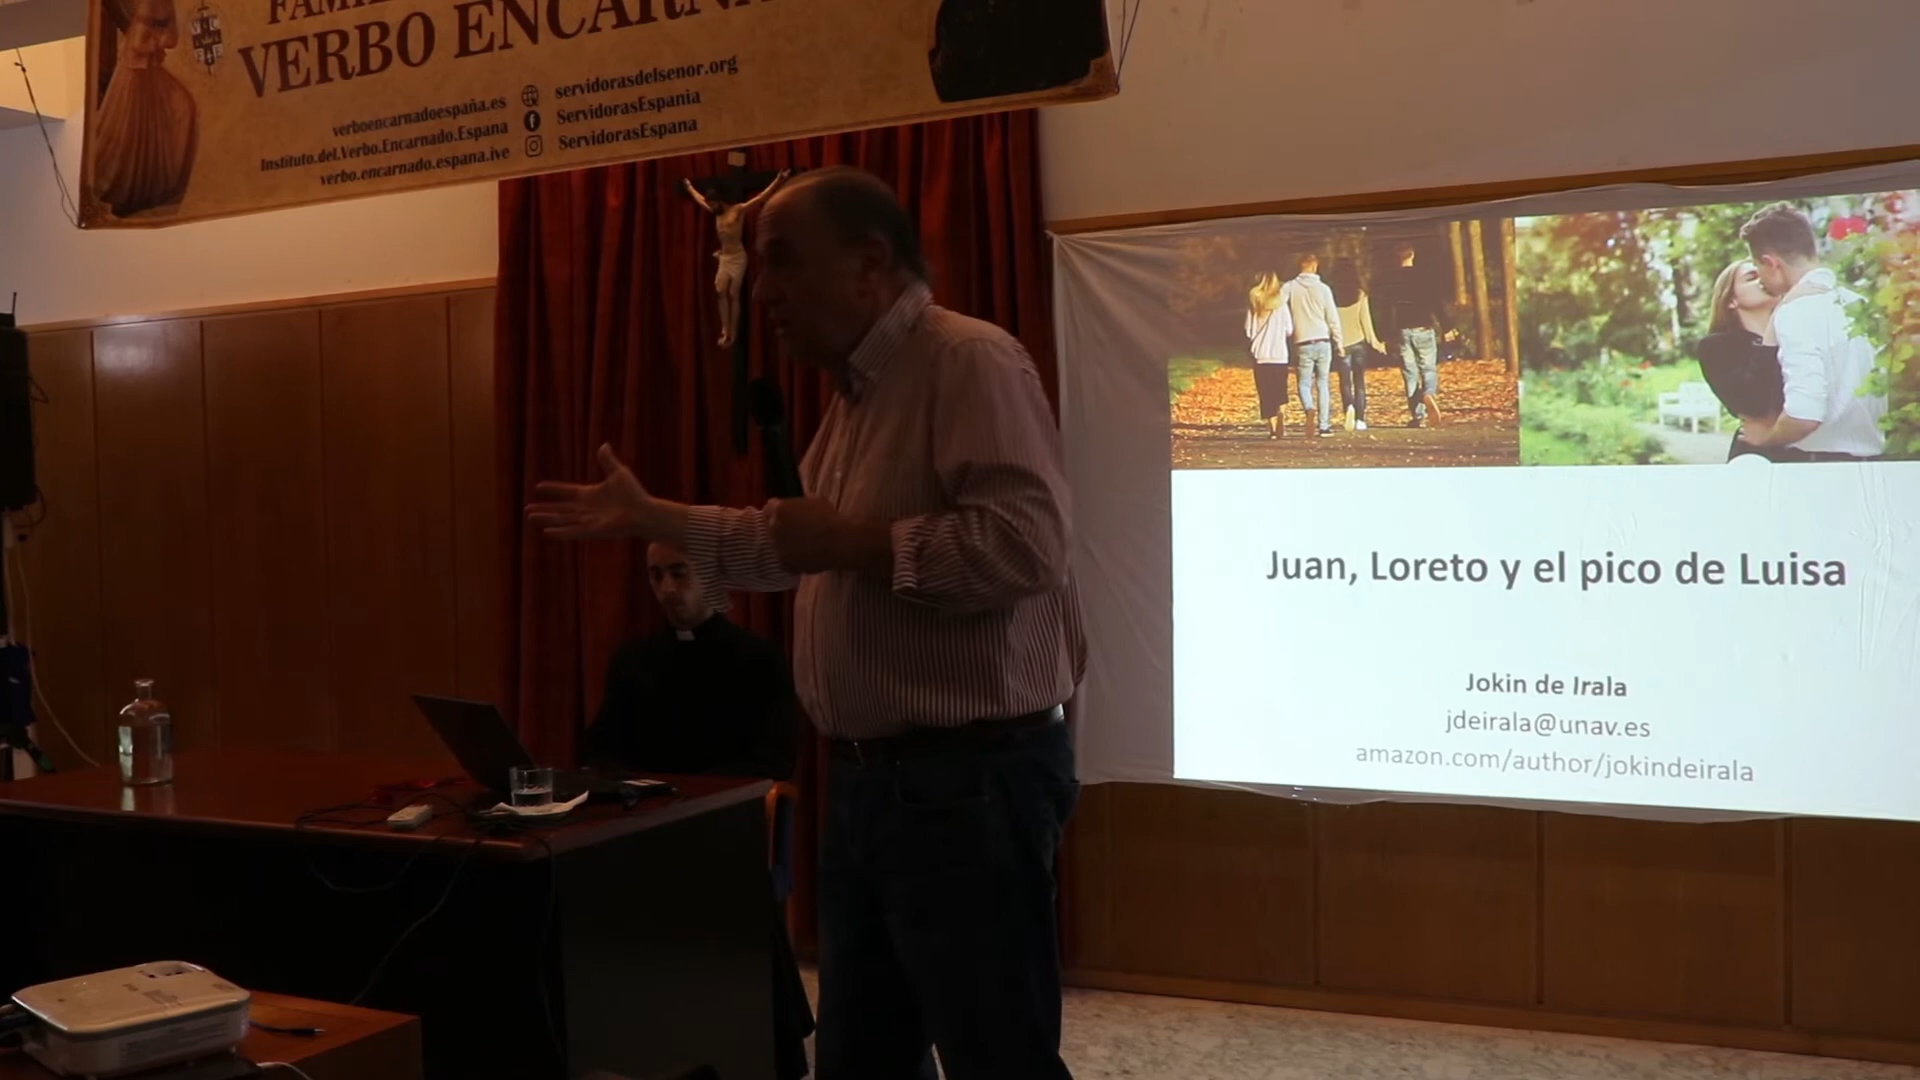 VERBO ENCARNA
verboencarnadoespaña.es
Instituto.del.Verbo.Encarnado.Espana
verbo.encarnado.espana.ive
servidorasdelsenor.org
ServidorasEspania
ServidorasEspana
Juan, Loreto y el pico de Luisa
Jokin de Irala
jdeirala@unav.es
amazon.com/author/jokindeirala